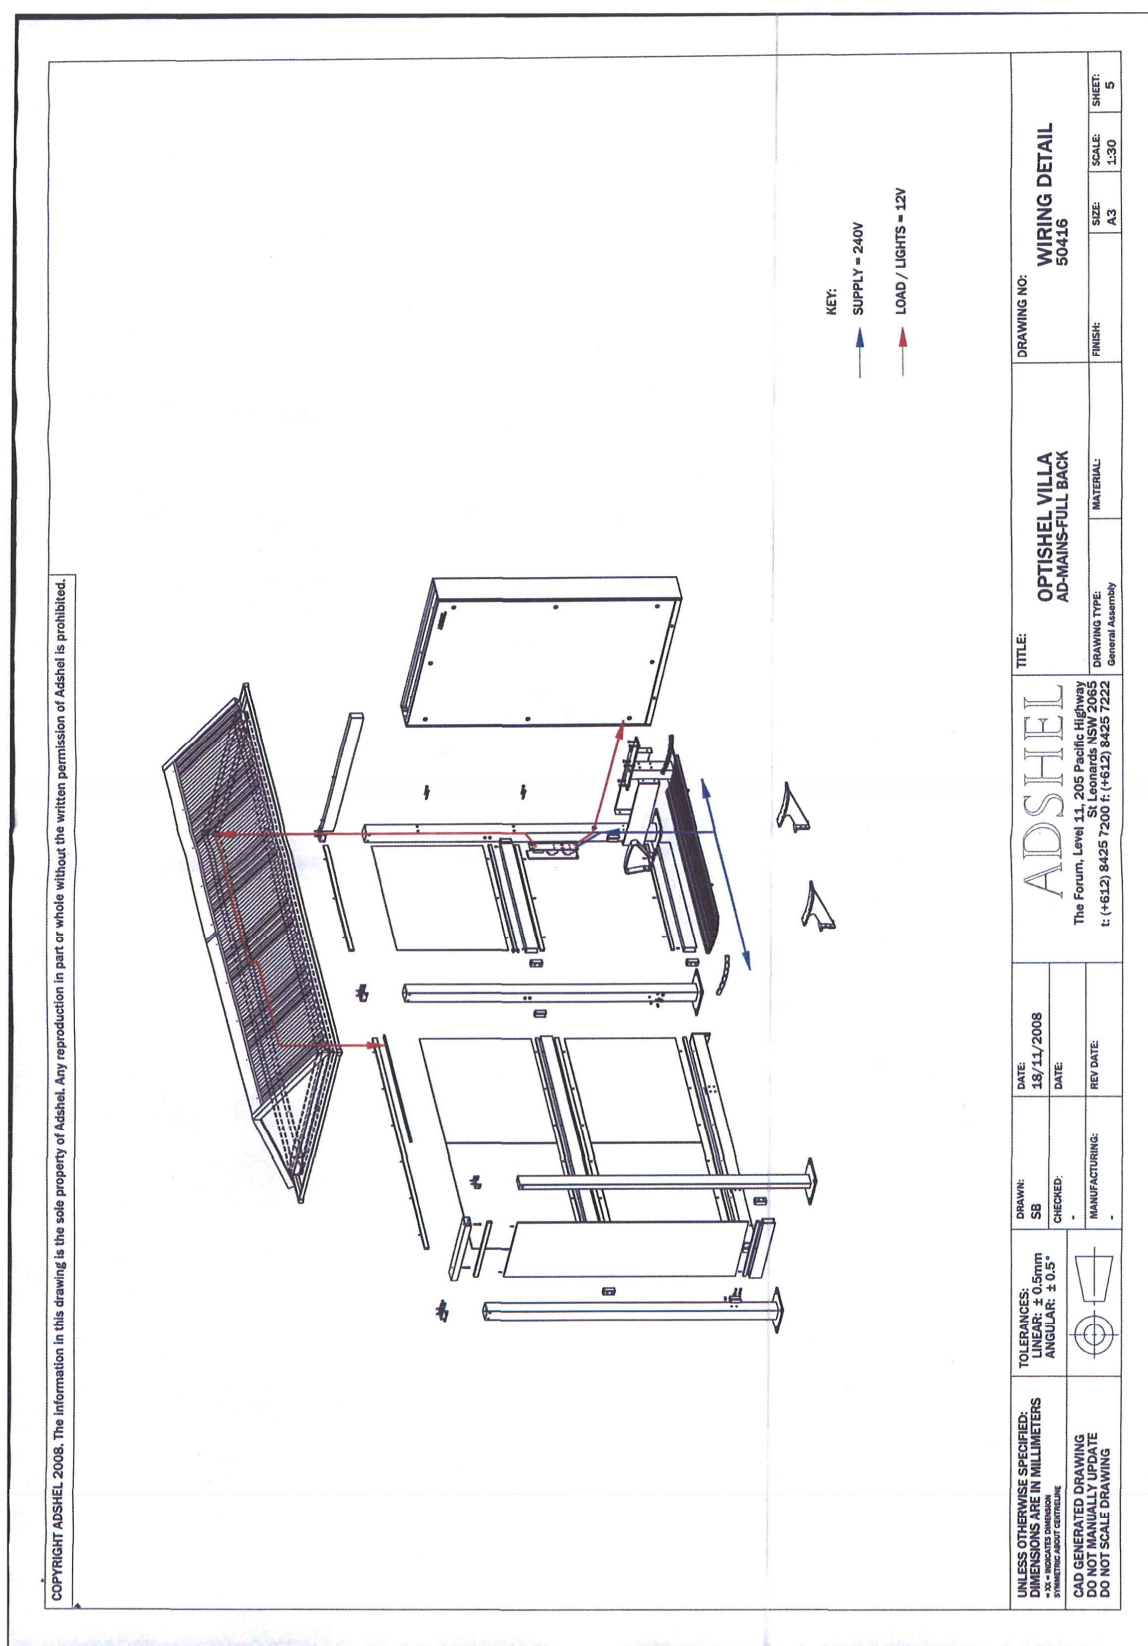 COPYRIGHT ADSHEL 2008. The information in this drawing is the sole property of Adshel. Any reproduction in part or whole without the written permission of Adshel is prohibited.
KEY:
SUPPLY = 240V
LOAD / LIGHTS = 12V
UNLESS OTHERWISE SPECIFIED:
DIMENSIONS ARE IN MILLIMETERS
= XX = INDICATES DIMENSION
SYMMETRIC ABOUT CENTRELINE
CAD GENERATED DRAWING
DO NOT MANUALLY UPDATE
DO NOT SCALE DRAWING
TOLERANCES:
LINEAR: ± 0.5mm
ANGULAR: ± 0.5°
DRAWN:
SB
DATE:
18/11/2008
CHECKED:
-
DATE:
MANUFACTURING:
-
REV DATE:
ADSHEL
The Forum, Level 11, 205 Pacific Highway
St Leonards NSW 2065
t: (+612) 8425 7200 f: (+612) 8425 7222
TITLE:
OPTISHEL VILLA
AD-MAINS-FULL BACK
DRAWING TYPE:
General Assembly
MATERIAL:
DRAWING NO:
WIRING DETAIL
50416
FINISH:
SIZE:
A3
SCALE:
1:30
SHEET:
5